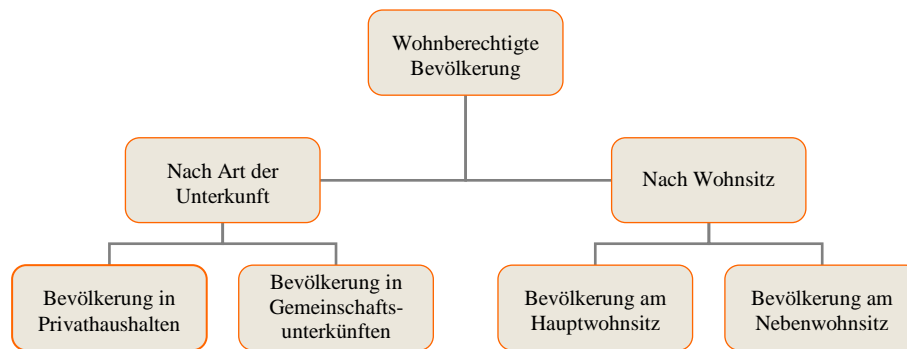 Wohnberechtigte
Bevölkerung
Nach Art der
Unterkunft
Nach Wohnsitz
Bevölkerung in
Privathaushalten
Bevölkerung in
Gemeinschafts-
unterkünften
Bevölkerung am
Hauptwohnsitz
Bevölkerung am
Nebenwohnsitz